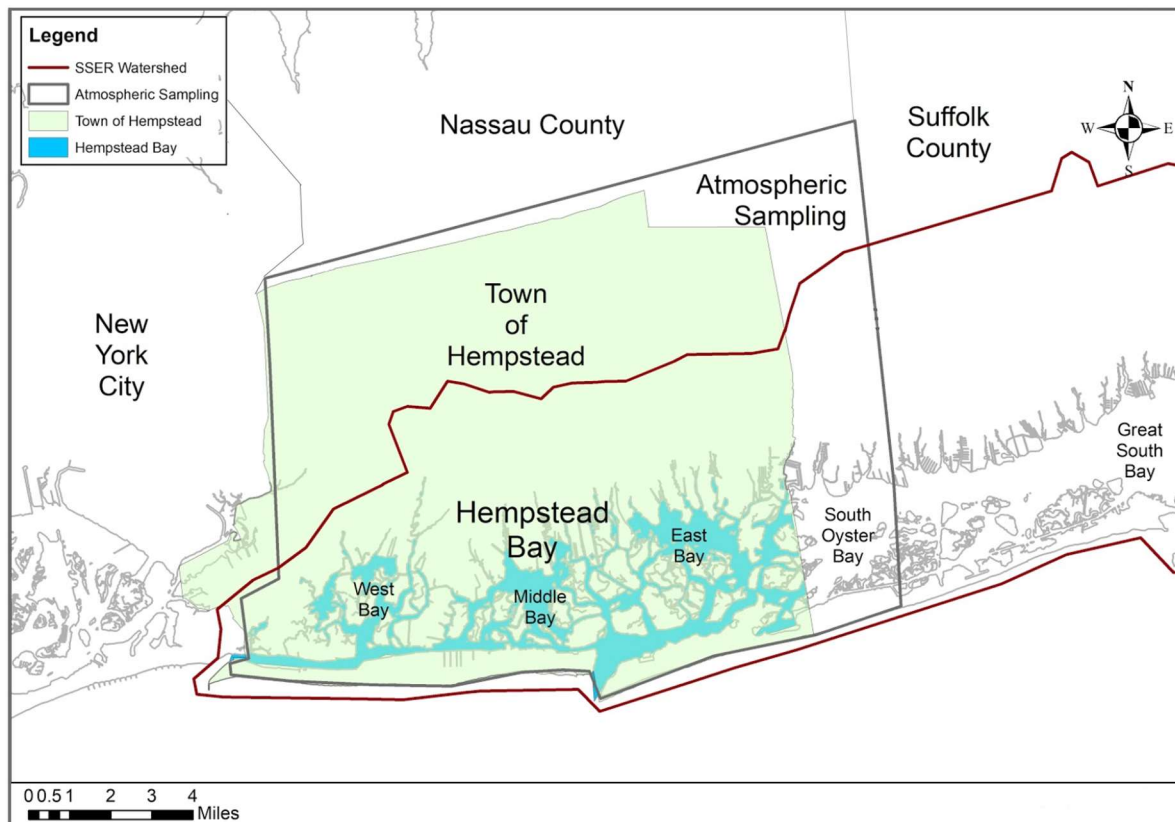 Legend
SSER Watershed
Atmospheric Sampling
Town of Hempstead
Hempstead Bay
Nassau County
Suffolk
County
N
W
E
S
Atmospheric
Sampling
New
York
City
Town
of
Hempstead
Great
South
Bay
Hempstead
Bay
South
Oyster
Bay
East
Bay
West
Bay
Middle
Bay
0 0.5 1 2 3 4
Miles